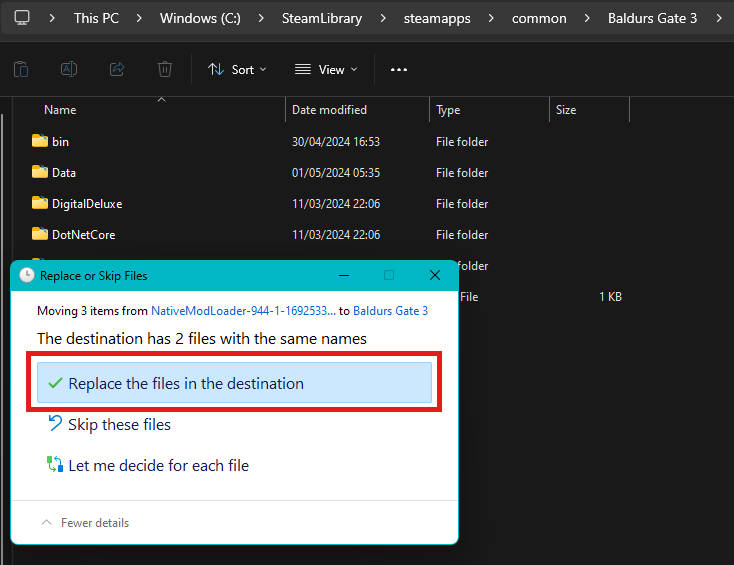 This PC > Windows (C:) > SteamLibrary > steamapps > common > Baldurs Gate 3 >
Sort View
Name Date modified Type Size
bin 30/04/2024 16:53 File folder
Data 01/05/2024 05:35 File folder
DigitalDeluxe 11/03/2024 22:06 File folder
DotNetCore 11/03/2024 22:06 File folder
File folder
File 1 KB
Replace or Skip Files
Moving 3 items from NativeModLoader-944-1-1692533... to Baldurs Gate 3
The destination has 2 files with the same names
Replace the files in the destination
Skip these files
Let me decide for each file
Fewer details